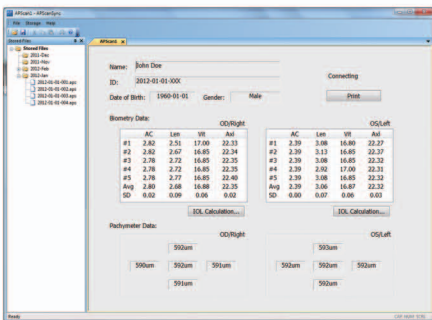 APScan1 - APScanSync
File Storage Help
Stored Files
APScan1 x
Stored Files
2011-Dec
2011-Nov
2012-Feb
2012-Jan
2012-01-01-001.aps
2012-01-01-002.aps
2012-01-01-003.aps
2012-01-01-004.aps
Name: John Doe
ID: 2012-01-01-XXX
Connecting
Date of Birth: 1960-01-01 Gender: Male
Print
Biometry Data:
OD/Right
OS/Left
AC Len Vit Axl
#1 2.82 2.51 17.00 22.33
#2 2.82 2.67 16.85 22.34
#3 2.78 2.72 16.85 22.35
#4 2.78 2.72 16.85 22.35
#5 2.78 2.77 16.85 22.40
Avg 2.80 2.68 16.88 22.35
SD 0.02 0.09 0.06 0.02
AC Len Vit Axl
#1 2.39 3.08 16.80 22.27
#2 2.39 3.13 16.85 22.37
#3 2.39 3.08 16.85 22.32
#4 2.39 2.92 17.00 22.31
#5 2.39 3.08 16.85 22.32
Avg 2.39 3.06 16.87 22.32
SD 0.00 0.07 0.06 0.03
IOL Calculation...
IOL Calculation...
Pachymeter Data:
OD/Right
OS/Left
592um
590um 592um 591um
591um
593um
592um 592um 592um
592um
Ready
CAP NUM SCRL